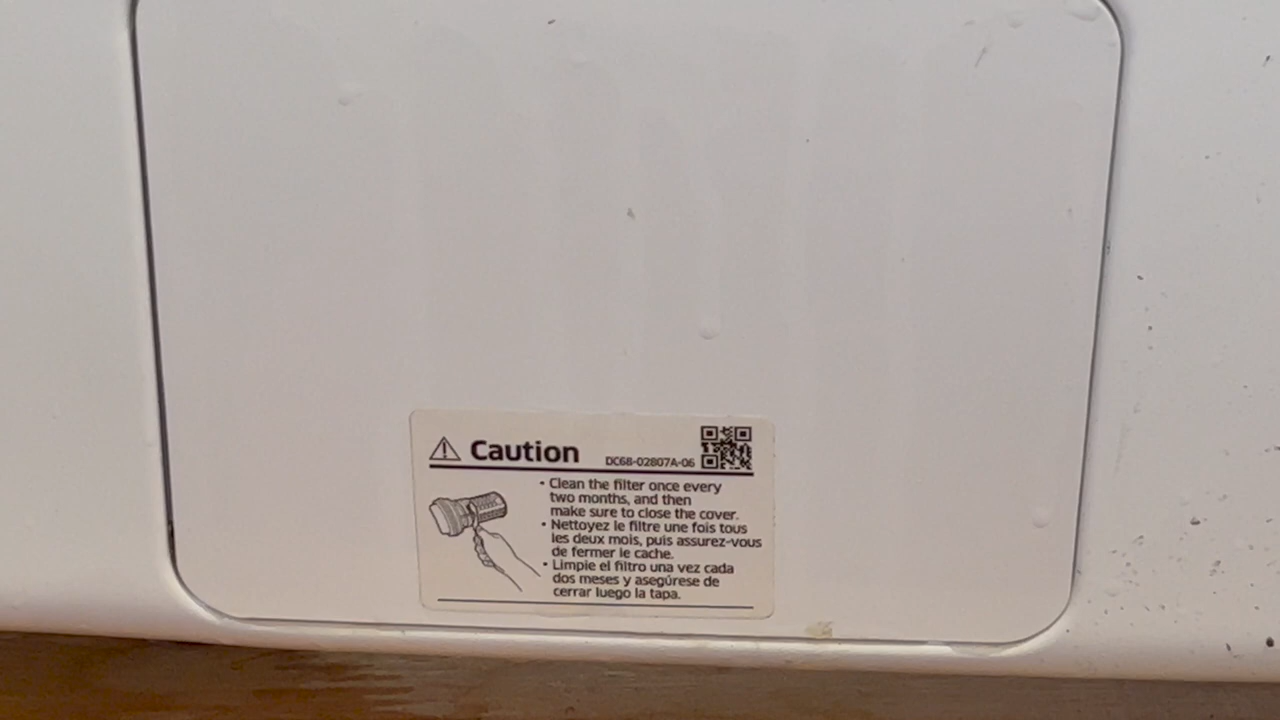 Caution
DC68-02807A-06
• Clean the filter once every
two months, and then
make sure to close the cover.
• Nettoyez le filtre une fois tous
les deux mois, puis assurez-vous
de fermer le cache.
• Limpie el filtro una vez cada
dos meses y asegúrese de
cerrar luego la tapa.